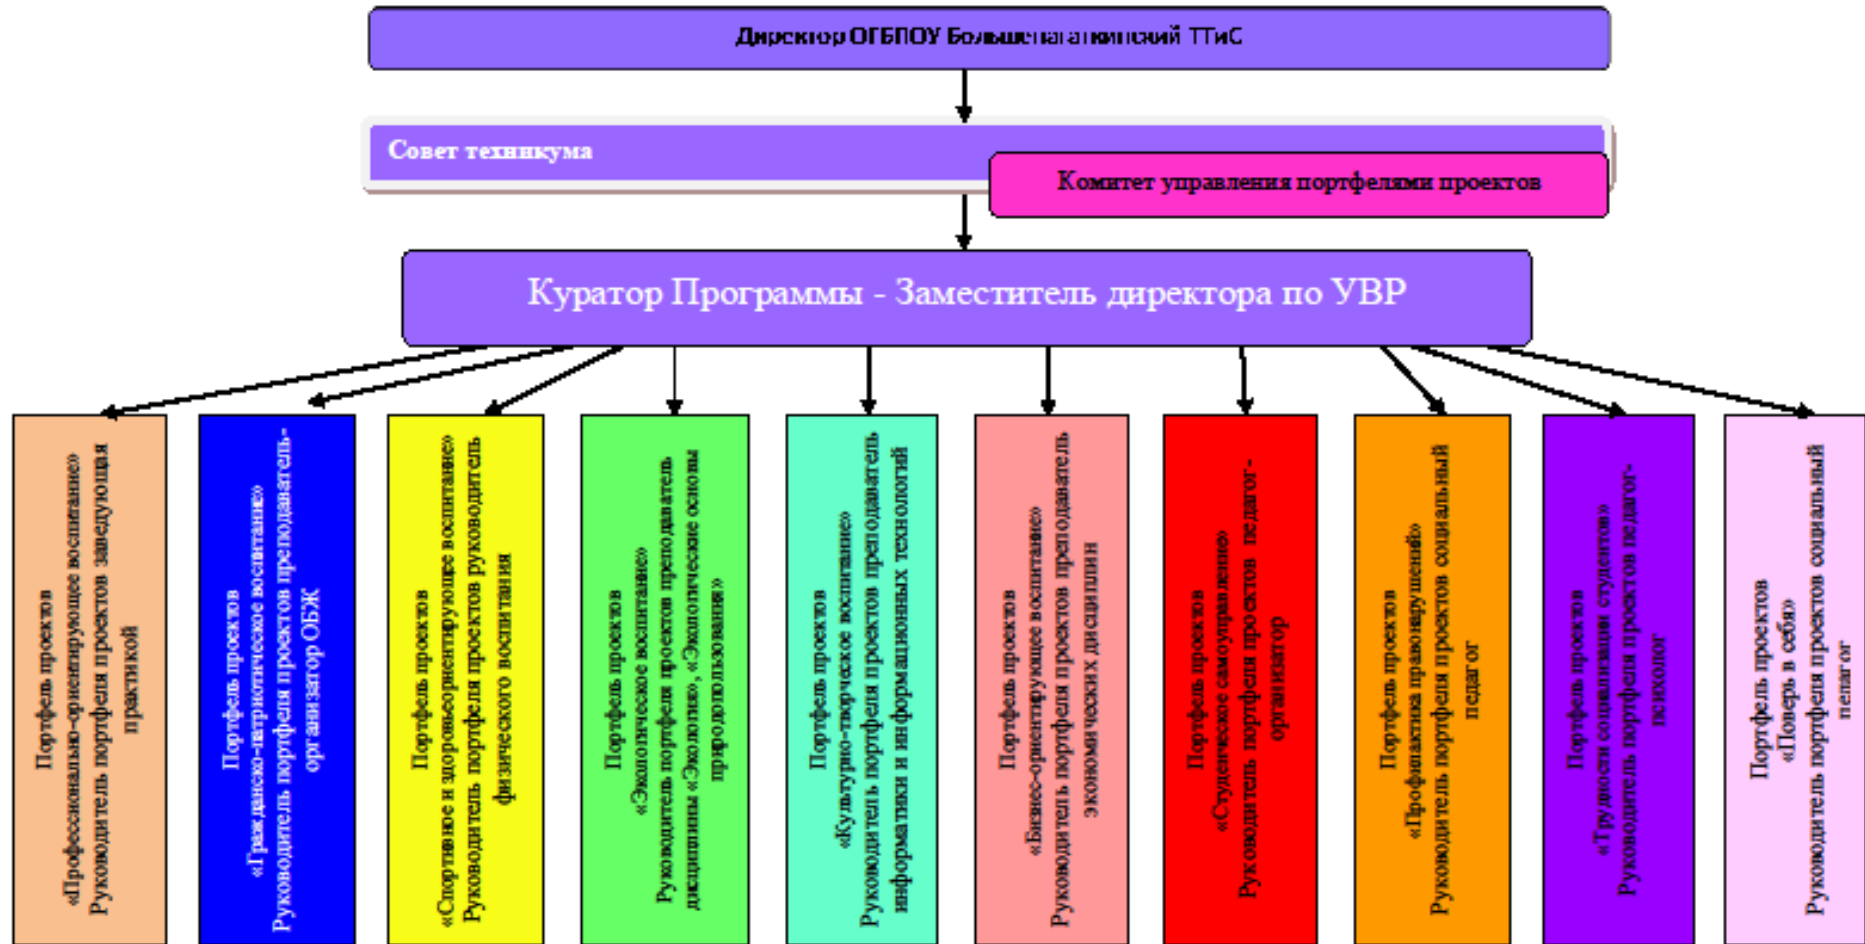 Директор ОГБПОУ Большенагаткинский ТТиС
Совет техникума
Комитет управления портфелями проектов
Куратор Программы - Заместитель директора по УВР
Портфель проектов
«Профессионально-ориентирующее воспитание»
Руководитель портфеля проектов заведующая
практикой
Портфель проектов
«Гражданско-патриотическое воспитание»
Руководитель портфеля проектов преподаватель-
организатор ОБЖ
Портфель проектов
«Спортивное и здоровьеориентирующее воспитание»
Руководитель портфеля проектов руководитель
физического воспитания
Портфель проектов
«Экологическое воспитание»
Руководитель портфеля проектов преподаватель
дисциплины «Экология», «Экологические основы
природопользования»
Портфель проектов
«Культурно-творческое воспитание»
Руководитель портфеля проектов преподаватель
информатики и информационных технологий
Портфель проектов
«Бизнес-ориентирующее воспитание»
Руководитель портфеля проектов преподаватель
экономических дисциплин
Портфель проектов
«Студенческое самоуправление»
Руководитель портфеля проектов педагог-
организатор
Портфель проектов
«Профилактика правонарушений»
Руководитель портфеля проектов социальный
педагог
Портфель проектов
«Трудности социализации студентов»
Руководитель портфеля проектов педагог-
психолог
Портфель проектов
«Поверь в себя»
Руководитель портфеля проектов социальный
педагог